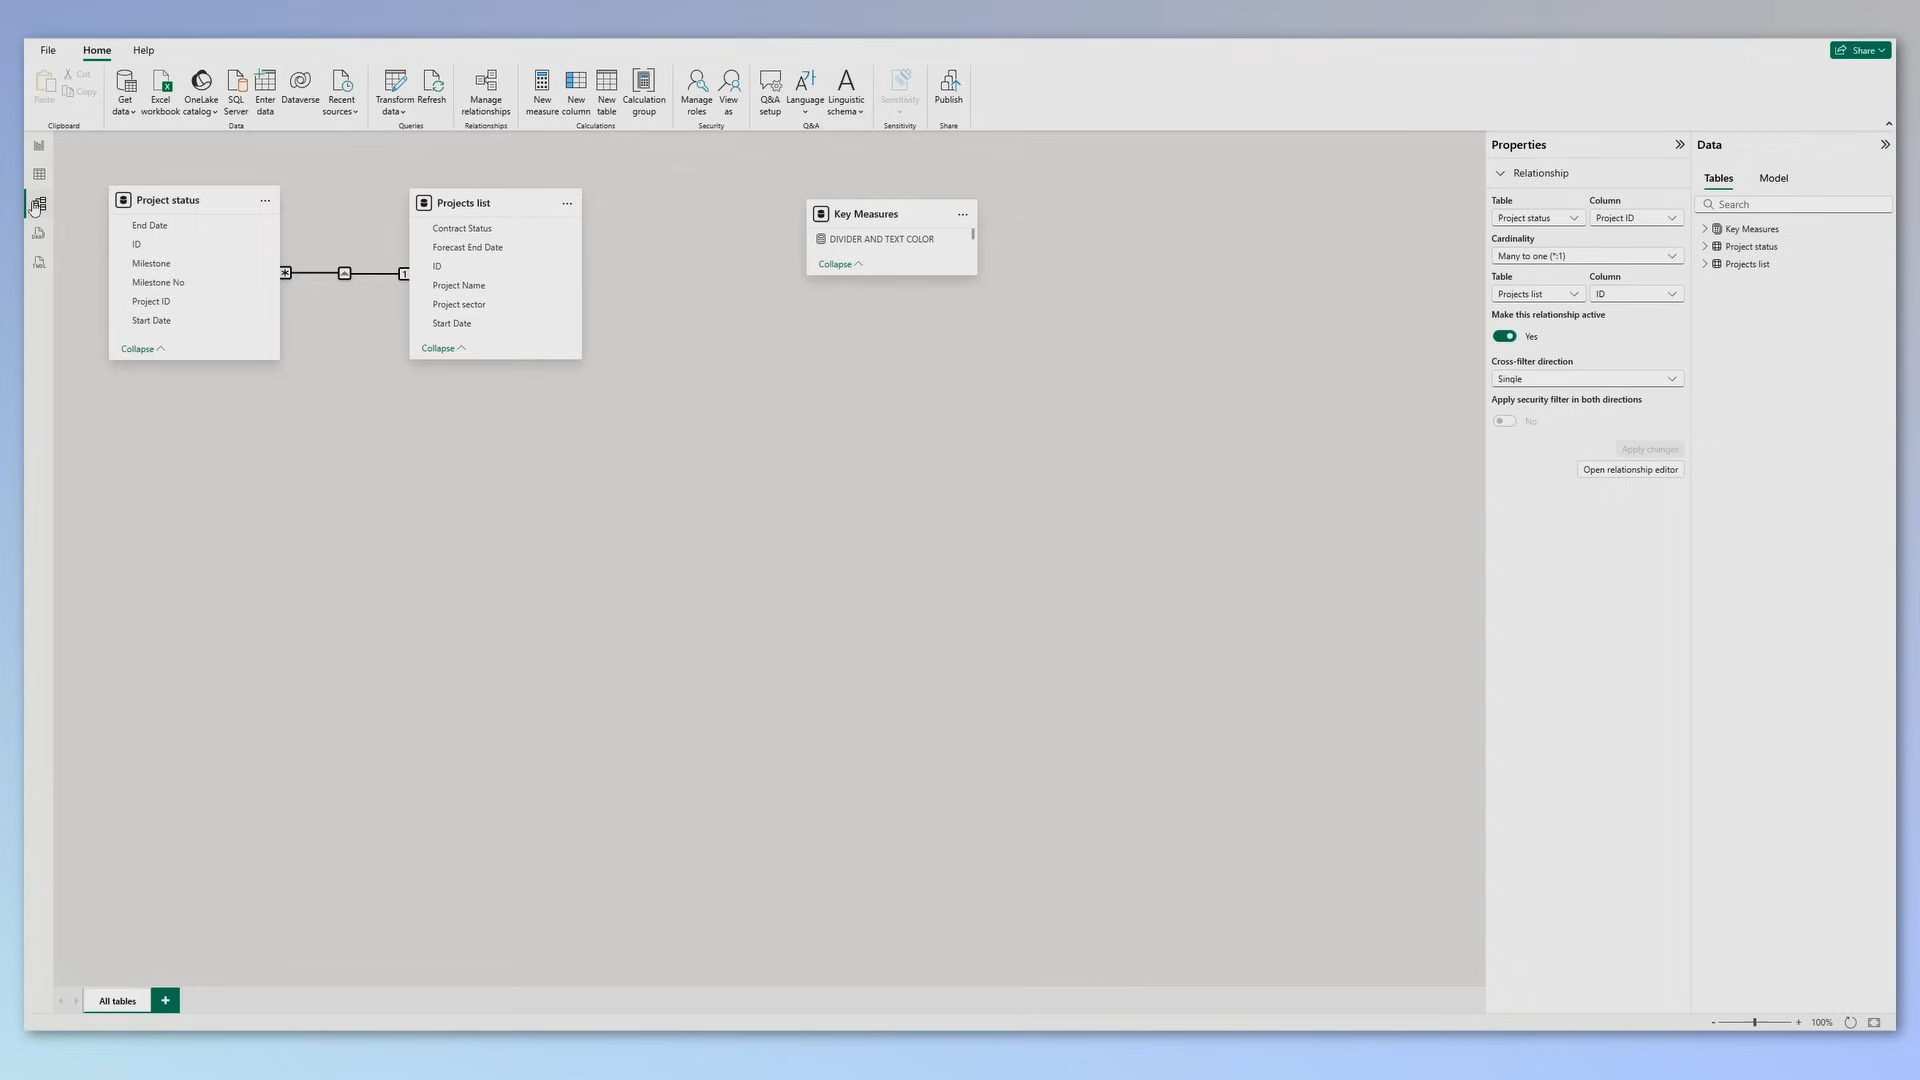 File Home Help Share
Paste Cut Copy
Clipboard
Get data
Excel workbook
OneLake catalog
SQL Server
Enter data
Dataverse
Recent sources
Data
Transform data
Refresh
Queries
Manage relationships
Relationships
New measure
New column
New table
Calculation group
Calculations
Manage roles
View as
Security
Q&A setup
Language
Linguistic schema
Q&A
Sensitivity
Sensitivity
Publish
Share
DAX
TMDL
Project status ...
End Date
ID
Milestone
Milestone No
Project ID
Start Date
Collapse
* 1
Projects list ...
Contract Status
Forecast End Date
ID
Project Name
Project sector
Start Date
Collapse
Key Measures ...
DIVIDER AND TEXT COLOR
Collapse
Properties
Relationship
Table Column
Project status Project ID
Cardinality
Many to one (*:1)
Table Column
Projects list ID
Make this relationship active
Yes
Cross-filter direction
Single
Apply security filter in both directions
No
Apply changes
Open relationship editor
Data
Tables Model
Search
Key Measures
Project status
Projects list
All tables +
- + 100%